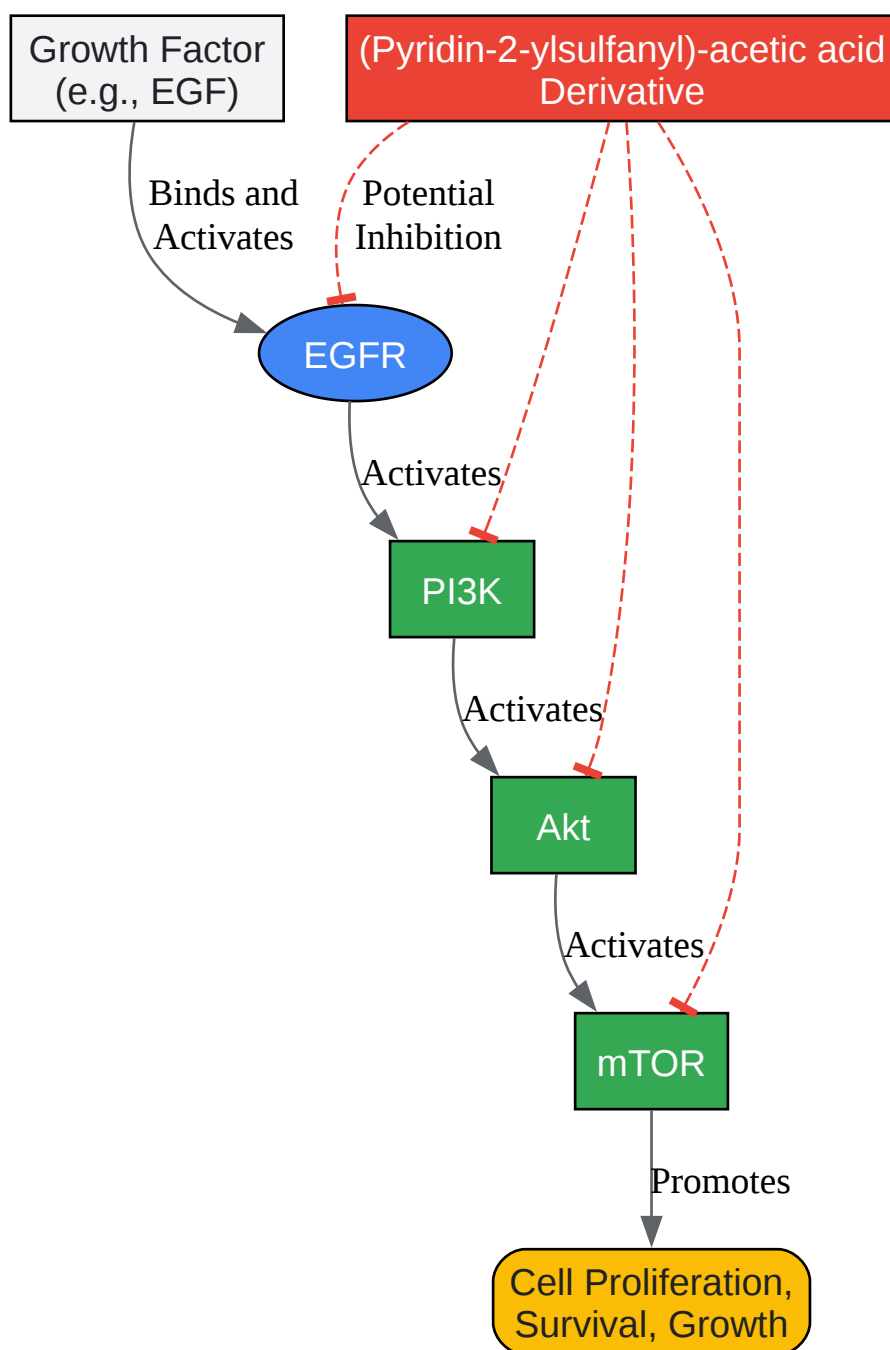 Growth Factor
(e.g., EGF)
(Pyridin-2-ylsulfanyl)-acetic acid
Derivative
Binds and
Activates
Potential
Inhibition
EGFR
Activates
PI3K
Activates
Akt
Activates
mTOR
Promotes
Cell Proliferation,
Survival, Growth